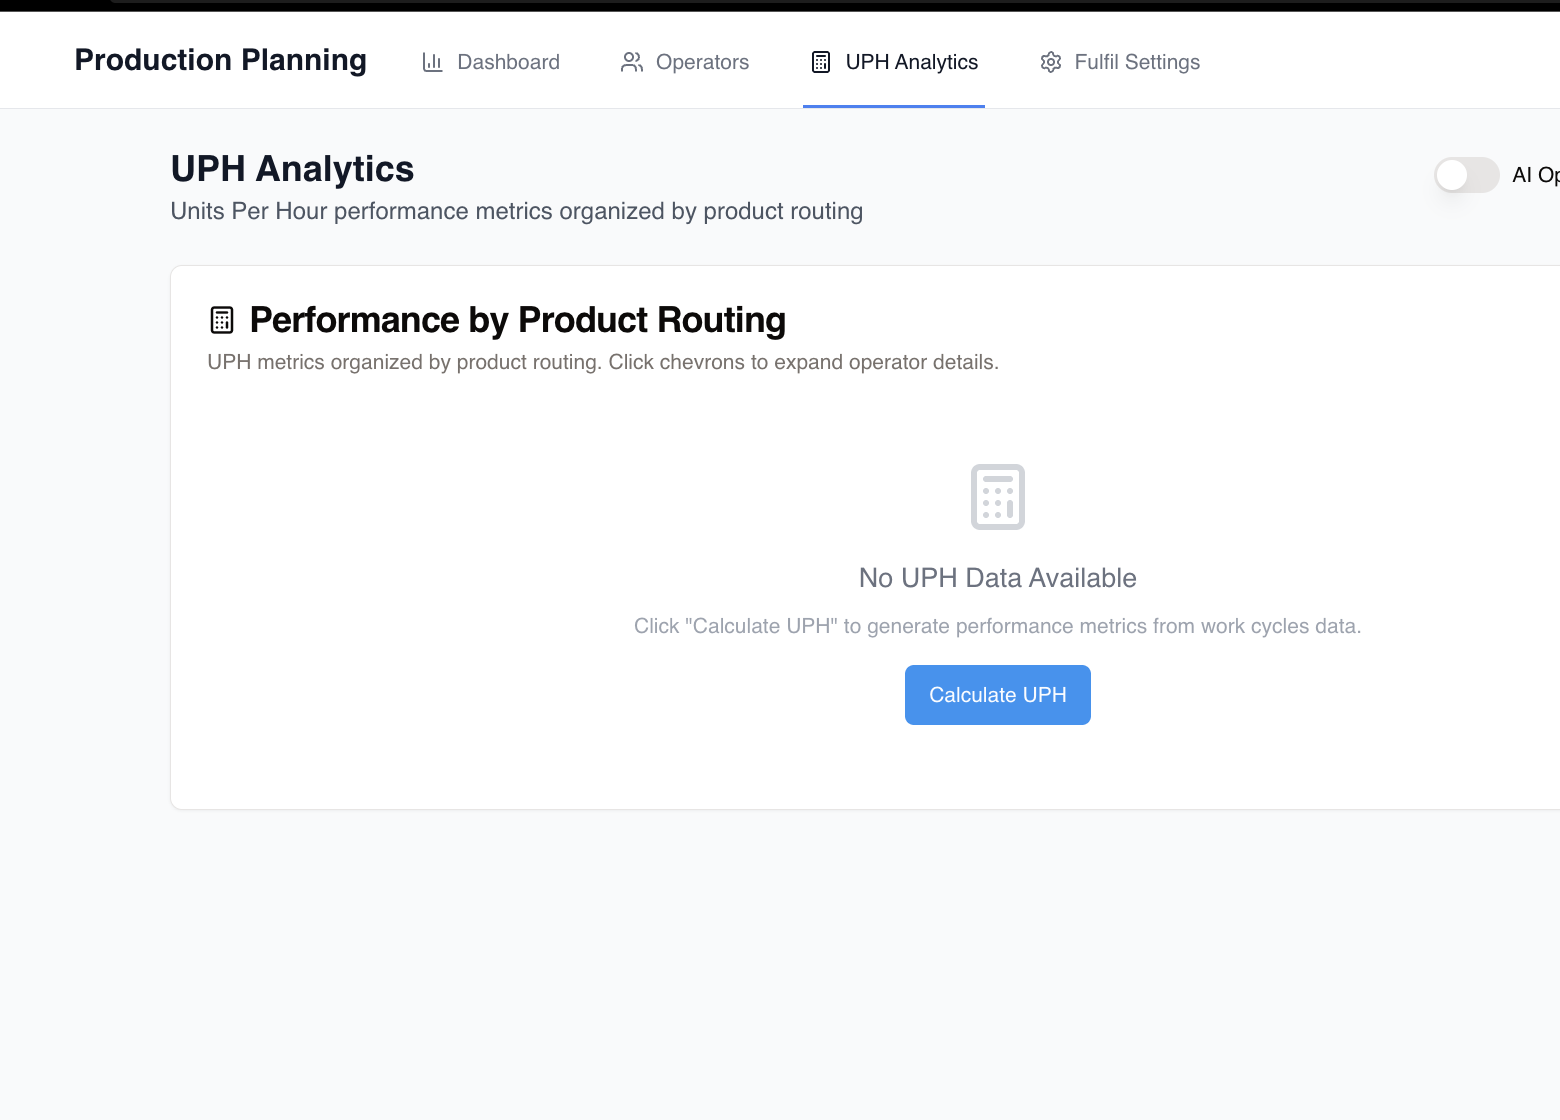 Production Planning
Dashboard
Operators
UPH Analytics
Fulfil Settings
UPH Analytics
Units Per Hour performance metrics organized by product routing
AI
Performance by Product Routing
UPH metrics organized by product routing. Click chevrons to expand operator details.
No UPH Data Available
Click "Calculate UPH" to generate performance metrics from work cycles data.
Calculate UPH